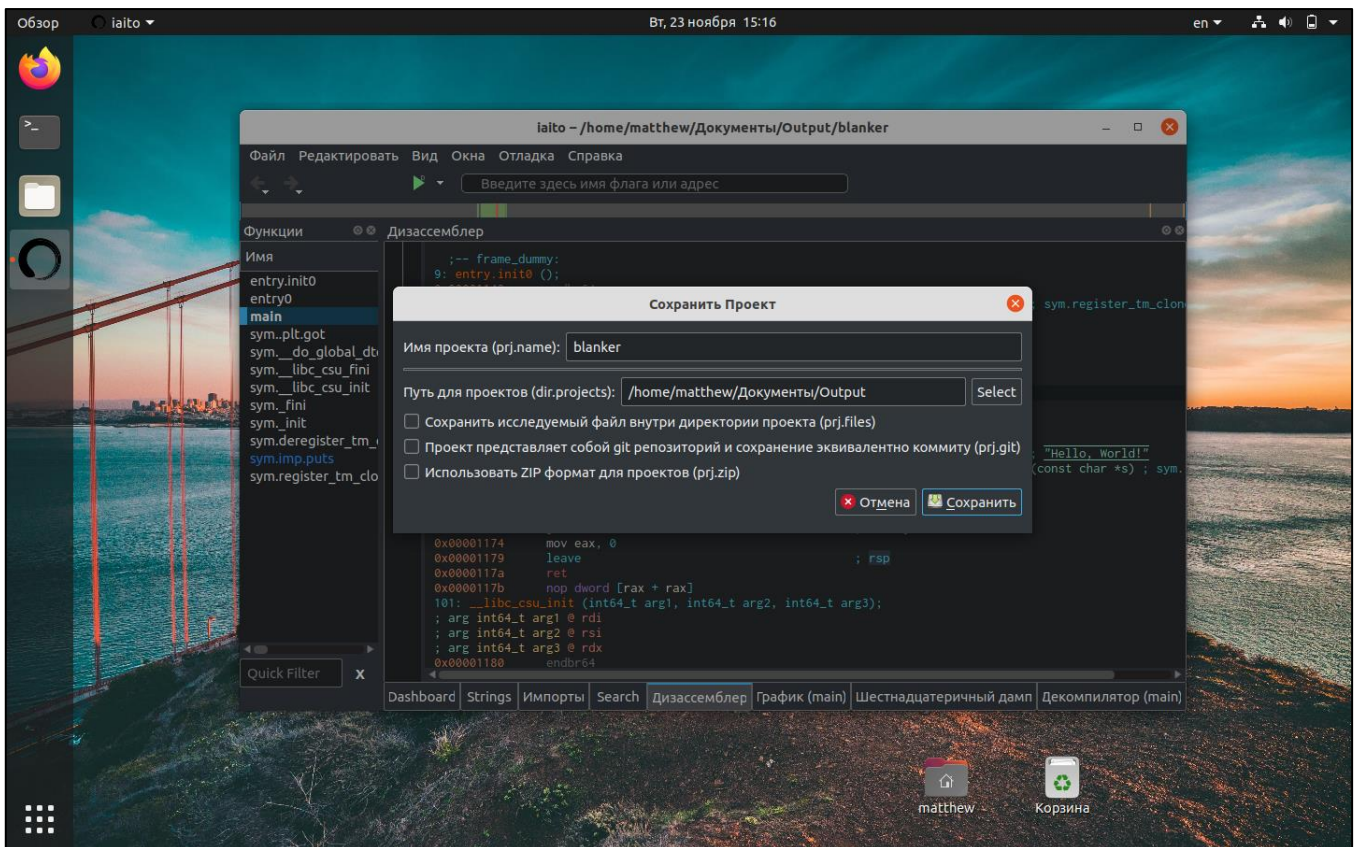 Обзор iaito Вт, 23 ноября 15:16 en
iaito – /home/matthew/Документы/Output/blanker
Файл Редактировать Вид Окна Отладка Справка
Введите здесь имя флага или адрес
Функции
Имя
entry.init0
entry0
main
sym..plt.got
sym.__do_global_dt
sym.__libc_csu_fini
sym.__libc_csu_init
sym._fini
sym._init
sym.deregister_tm_
sym.imp.puts
sym.register_tm_clo
Quick Filter X
Дизассемблер
;-- frame_dummy:
9: entry.init0 ();
; sym.register_tm_clon
Сохранить Проект
Имя проекта (prj.name): blanker
Путь для проектов (dir.projects): /home/matthew/Документы/Output Select
Сохранить исследуемый файл внутри директории проекта (prj.files)
Проект представляет собой git репозиторий и сохранение эквивалентно коммиту (prj.git)
Использовать ZIP формат для проектов (prj.zip)
Отмена Сохранить
; "Hello, World!"
(const char *s) ; sym.
0x00001174 mov eax, 0
0x00001179 leave ; rsp
0x0000117a ret
0x0000117b nop dword [rax + rax]
101: __libc_csu_init (int64_t arg1, int64_t arg2, int64_t arg3);
; arg int64_t arg1 @ rdi
; arg int64_t arg2 @ rsi
; arg int64_t arg3 @ rdx
0x00001180 endbr64
Dashboard Strings Импорты Search Дизассемблер График (main) Шестнадцатеричный дамп Декомпилятор (main)
matthew Корзина